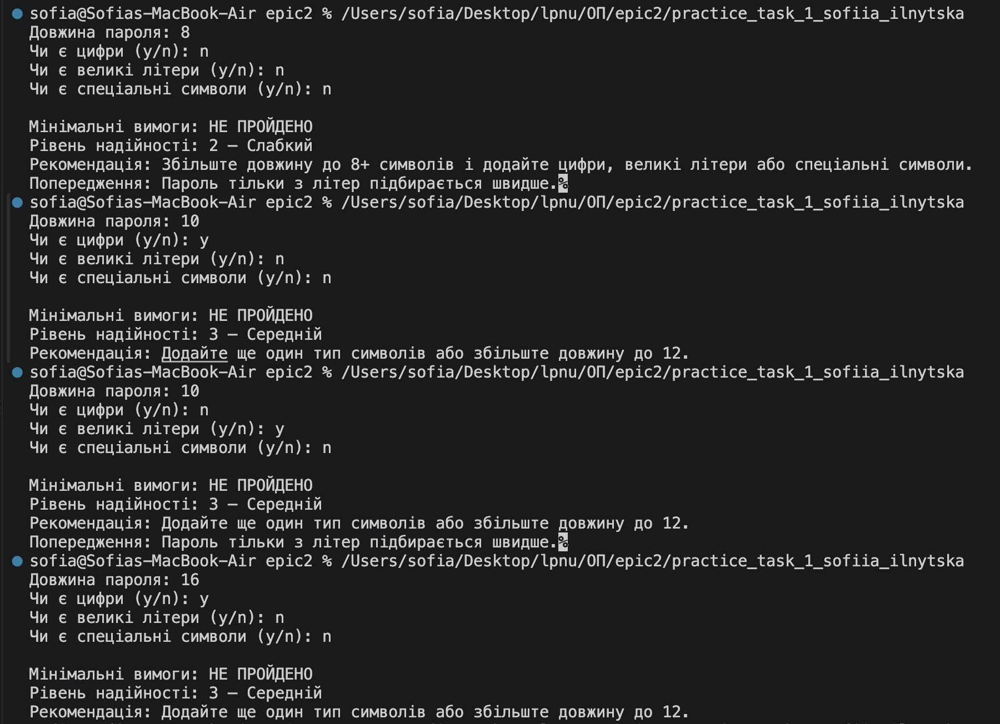 sofia@Sofias-MacBook-Air epic2 % /Users/sofia/Desktop/lpnu/ОП/epic2/practice_task_1_sofiia_ilnytska
Довжина пароля: 8
Чи є цифри (y/n): n
Чи є великі літери (y/n): n
Чи є спеціальні символи (y/n): n

Мінімальні вимоги: НЕ ПРОЙДЕНО
Рівень надійності: 2 – Слабкий
Рекомендація: Збільште довжину до 8+ символів і додайте цифри, великі літери або спеціальні символи.
Попередження: Пароль тільки з літер підбирається швидше.%
sofia@Sofias-MacBook-Air epic2 % /Users/sofia/Desktop/lpnu/ОП/epic2/practice_task_1_sofiia_ilnytska
Довжина пароля: 10
Чи є цифри (y/n): y
Чи є великі літери (y/n): n
Чи є спеціальні символи (y/n): n

Мінімальні вимоги: НЕ ПРОЙДЕНО
Рівень надійності: 3 – Середній
Рекомендація: Додайте ще один тип символів або збільште довжину до 12.
sofia@Sofias-MacBook-Air epic2 % /Users/sofia/Desktop/lpnu/ОП/epic2/practice_task_1_sofiia_ilnytska
Довжина пароля: 10
Чи є цифри (y/n): n
Чи є великі літери (y/n): y
Чи є спеціальні символи (y/n): n

Мінімальні вимоги: НЕ ПРОЙДЕНО
Рівень надійності: 3 – Середній
Рекомендація: Додайте ще один тип символів або збільште довжину до 12.
Попередження: Пароль тільки з літер підбирається швидше.%
sofia@Sofias-MacBook-Air epic2 % /Users/sofia/Desktop/lpnu/ОП/epic2/practice_task_1_sofiia_ilnytska
Довжина пароля: 16
Чи є цифри (y/n): y
Чи є великі літери (y/n): n
Чи є спеціальні символи (y/n): n

Мінімальні вимоги: НЕ ПРОЙДЕНО
Рівень надійності: 3 – Середній
Рекомендація: Додайте ще один тип символів або збільште довжину до 12.